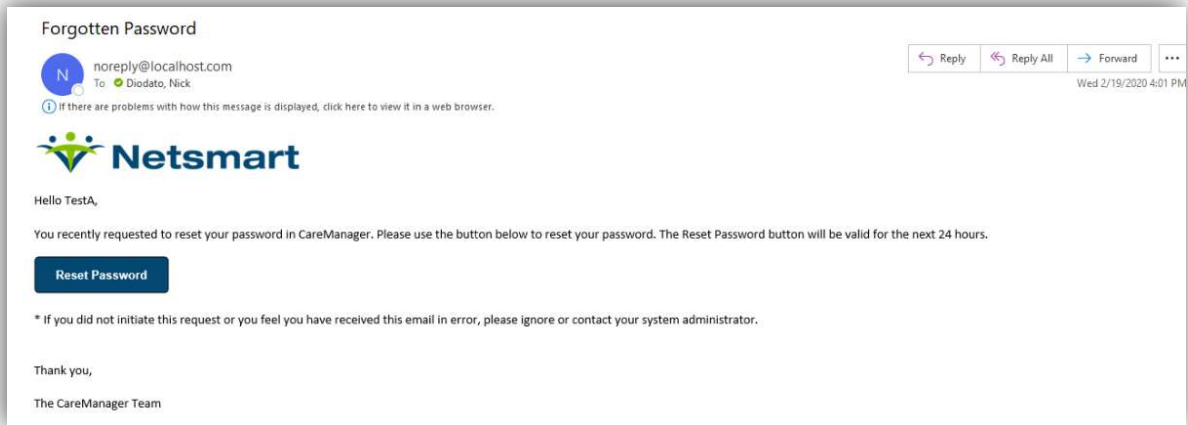 Forgotten Password
N
noreply@localhost.com
To Diodato, Nick
Reply
Reply All
Forward
...
Wed 2/19/2020 4:01 PM
If there are problems with how this message is displayed, click here to view it in a web browser.
Netsmart
Hello TestA,
You recently requested to reset your password in CareManager. Please use the button below to reset your password. The Reset Password button will be valid for the next 24 hours.
Reset Password
* If you did not initiate this request or you feel you have received this email in error, please ignore or contact your system administrator.
Thank you,
The CareManager Team